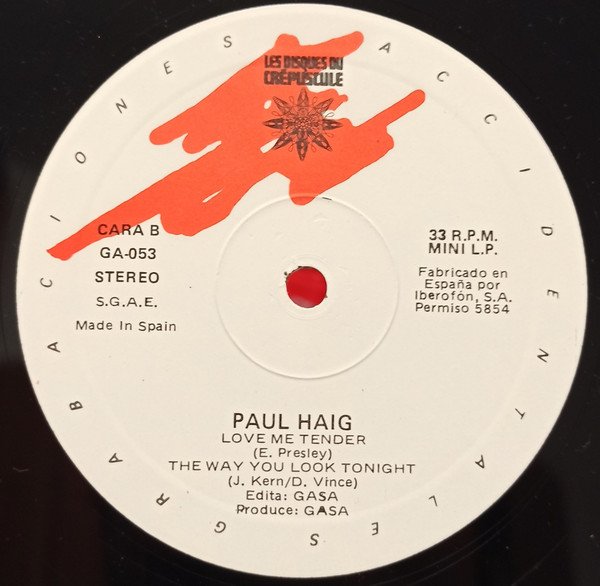 LES DISQUES DU
CRÉPUSCULE
GRABACIONES ACCIDENTALES
CARA B
GA-053
STEREO
S.G.A.E.
Made In Spain
33 R.P.M.
MINI L.P.
Fabricado en
España por
Iberofón, S.A.
Permiso 5854
PAUL HAIG
LOVE ME TENDER
(E. Presley)
THE WAY YOU LOOK TONIGHT
(J. Kern/D. Vince)
Edita: GASA
Produce: GASA